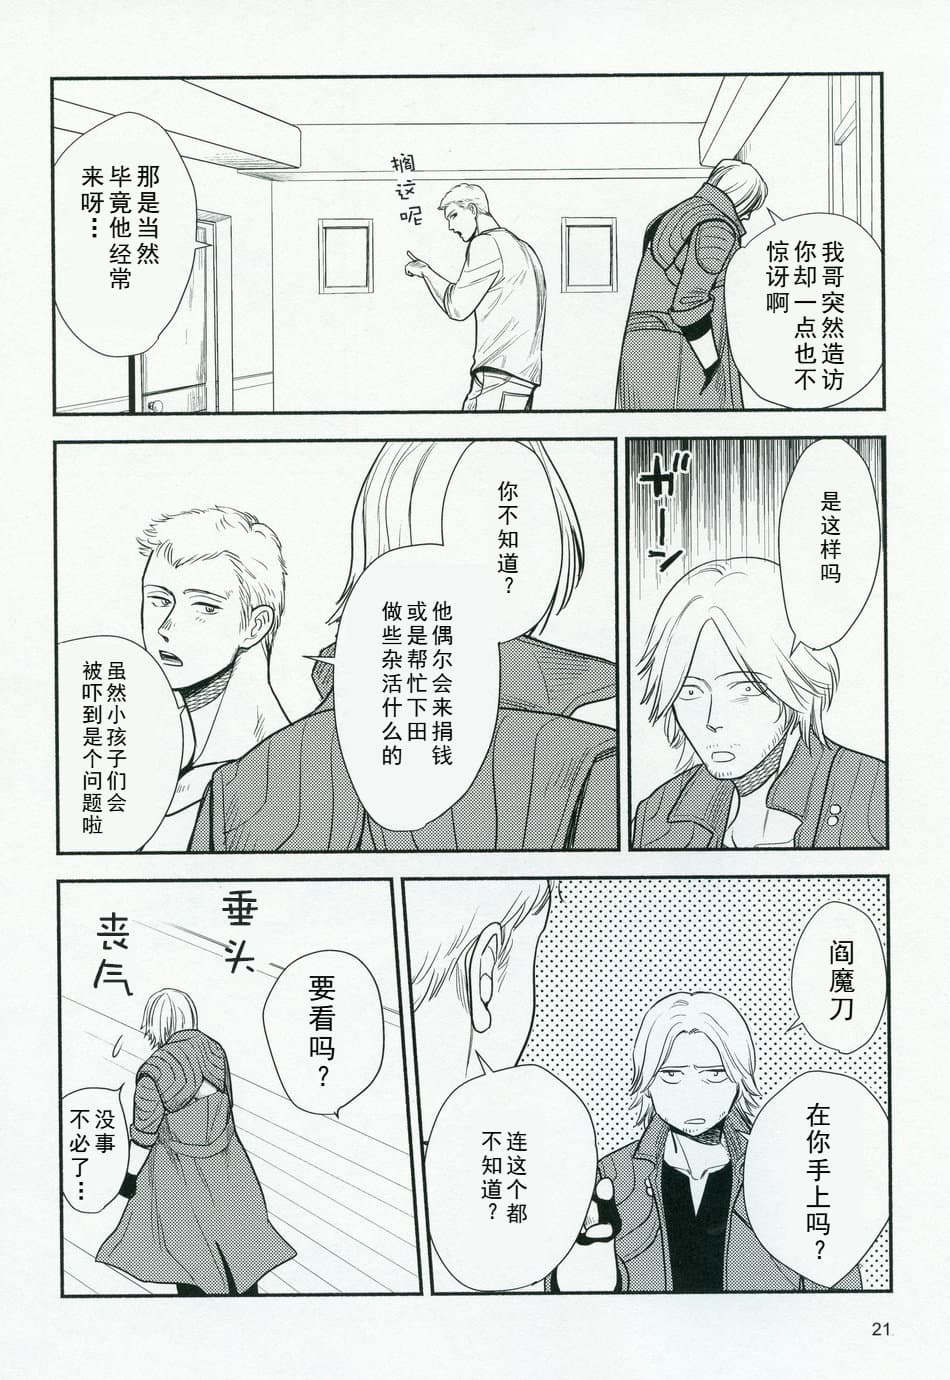 我哥突然造访
你却一点也不
惊讶啊
搁这呢
那是当然
毕竟他经常
来呀…
是这样吗
ガーン
你不知道？
他偶尔会来捐钱
或是帮忙下田
做些杂活什么的
虽然小孩子们会
被吓到是个问题啦
阎魔刀
在你手上吗？
连这个都
不知道？
要看吗？
垂头
丧气
没事
不必了…
21